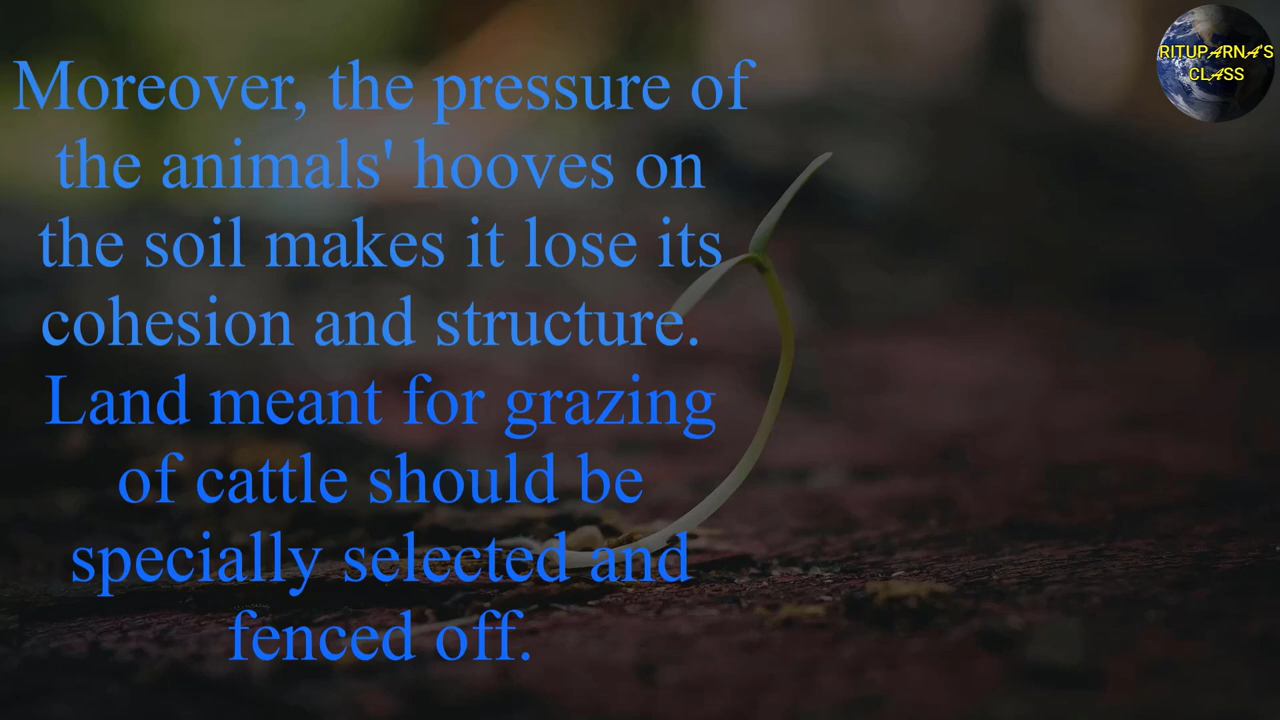 Moreover, the pressure of
the animals' hooves on
the soil makes it lose its
cohesion and structure.
Land meant for grazing
of cattle should be
specially selected and
fenced off.
RITUPARNA'S
CLASS